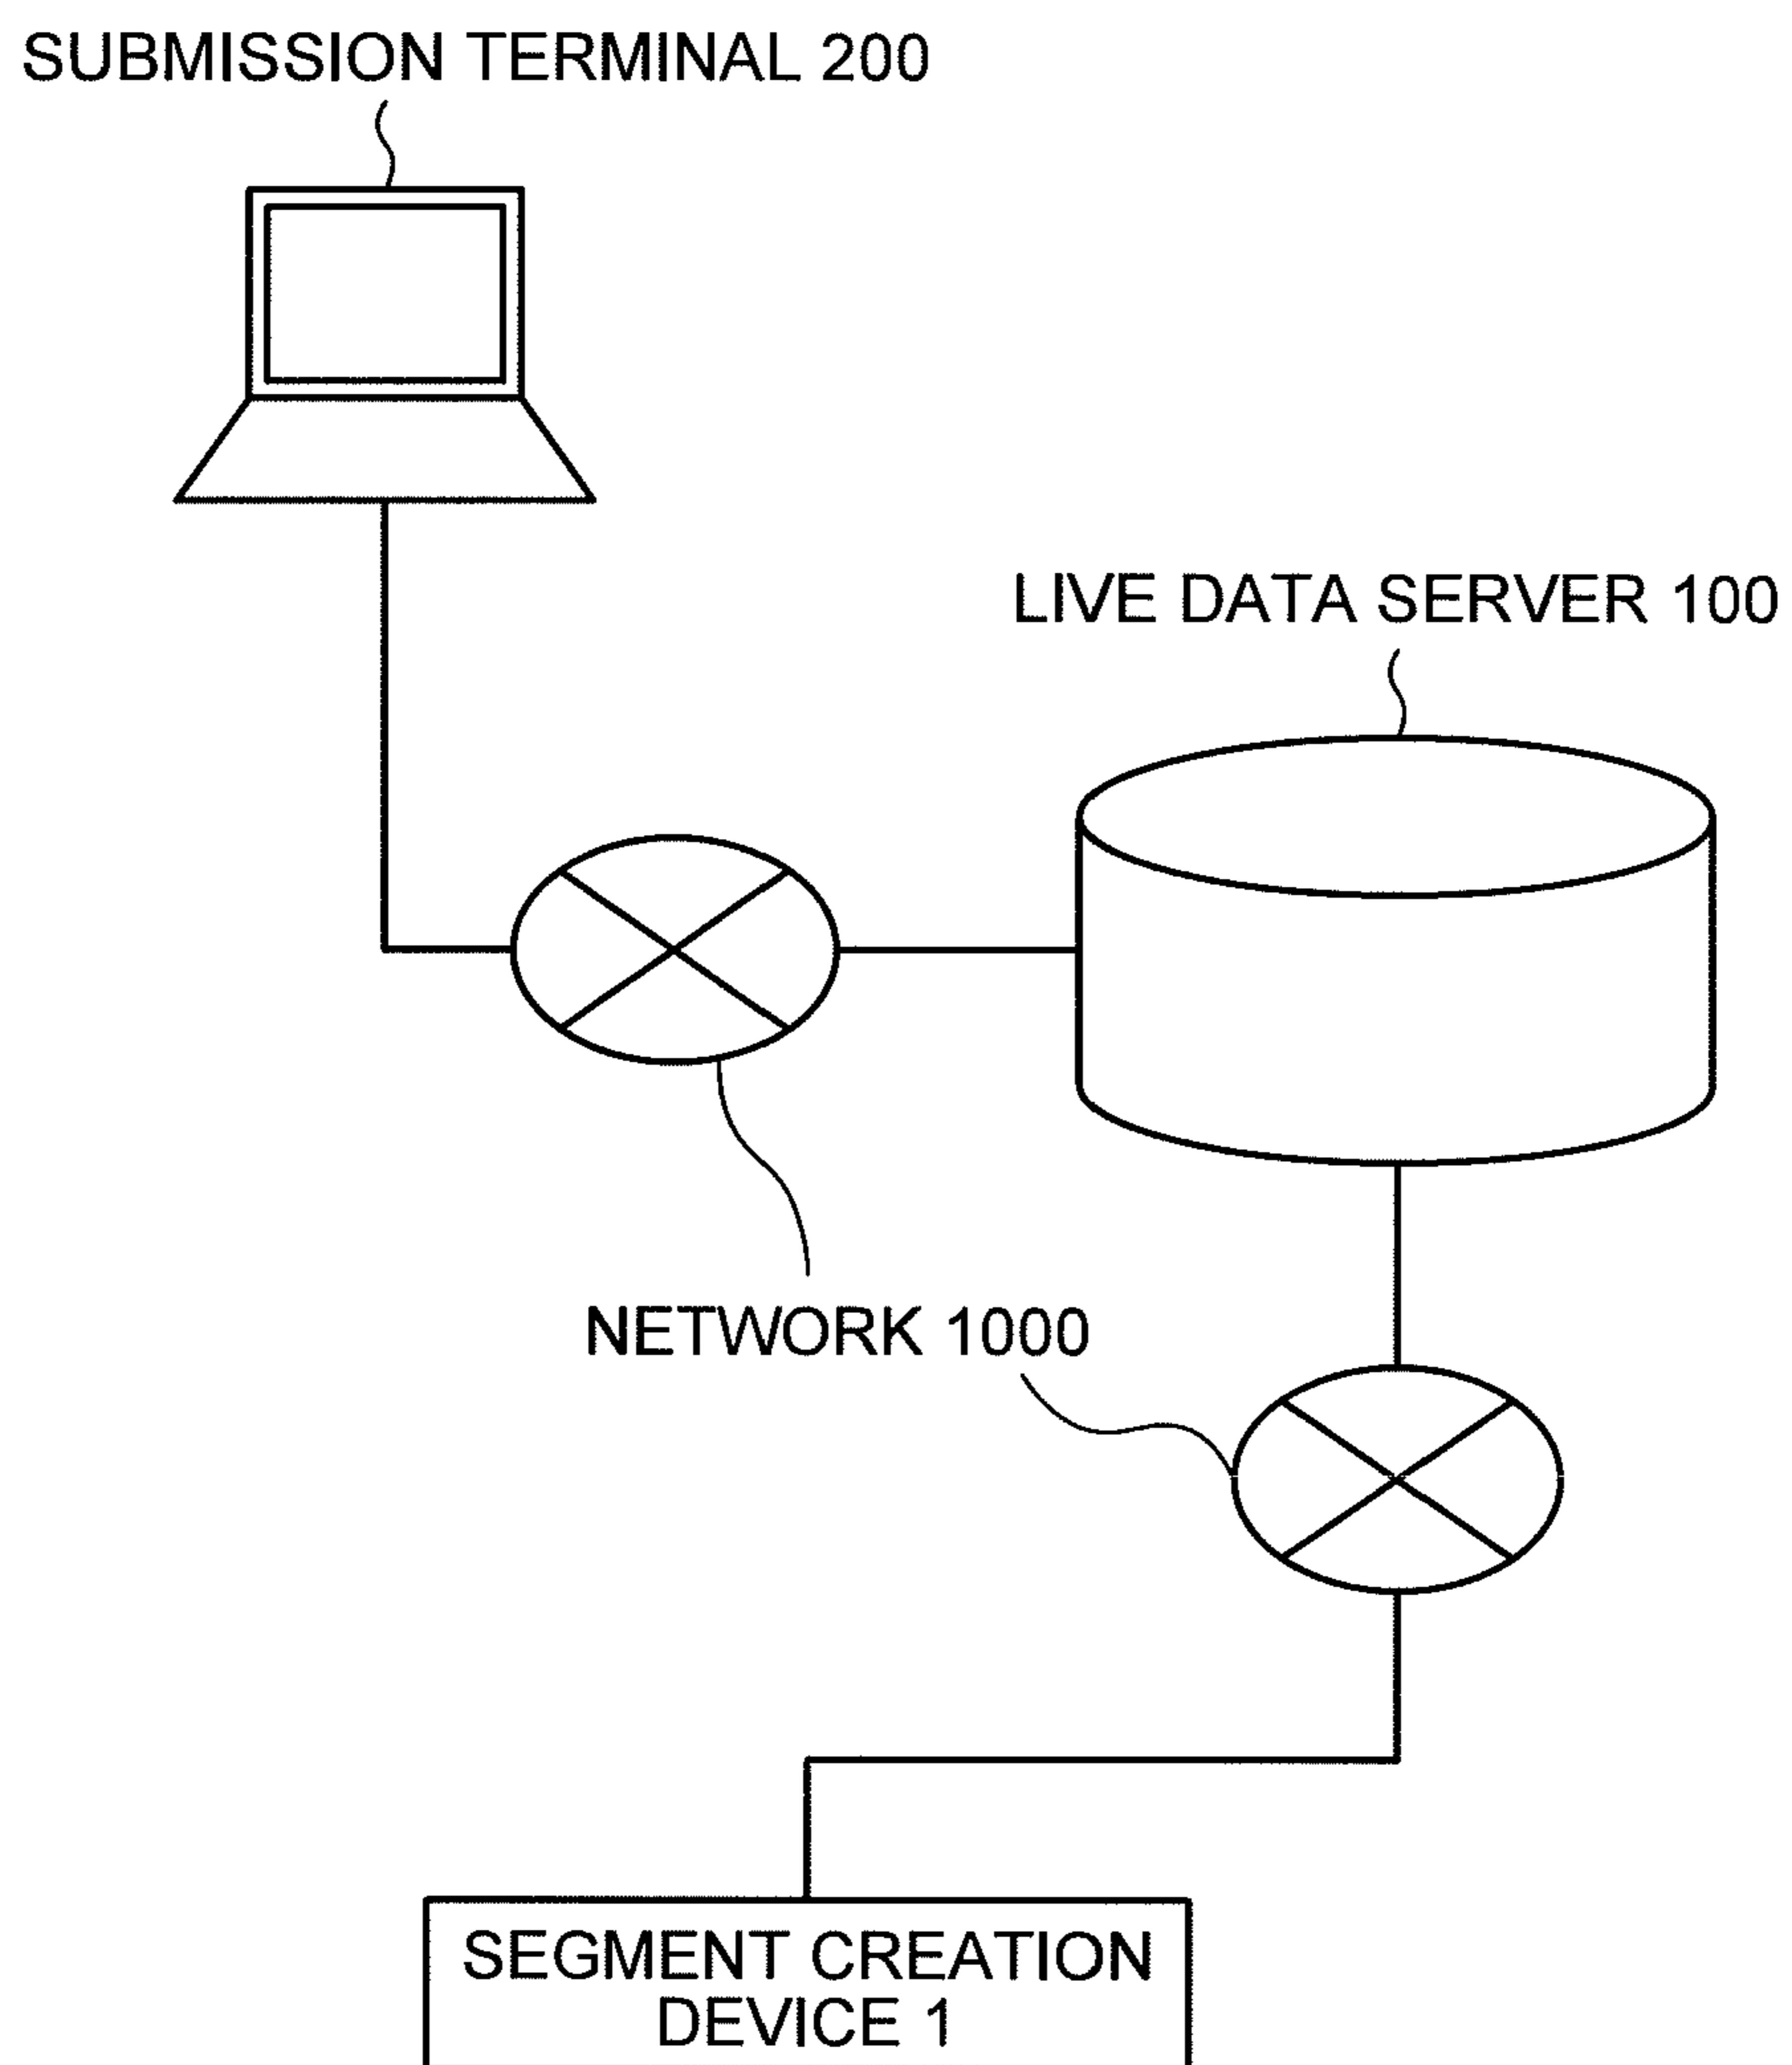 SUBMISSION TERMINAL 200
LIVE DATA SERVER 100
NETWORK 1000
SEGMENT CREATION
DEVICE 1